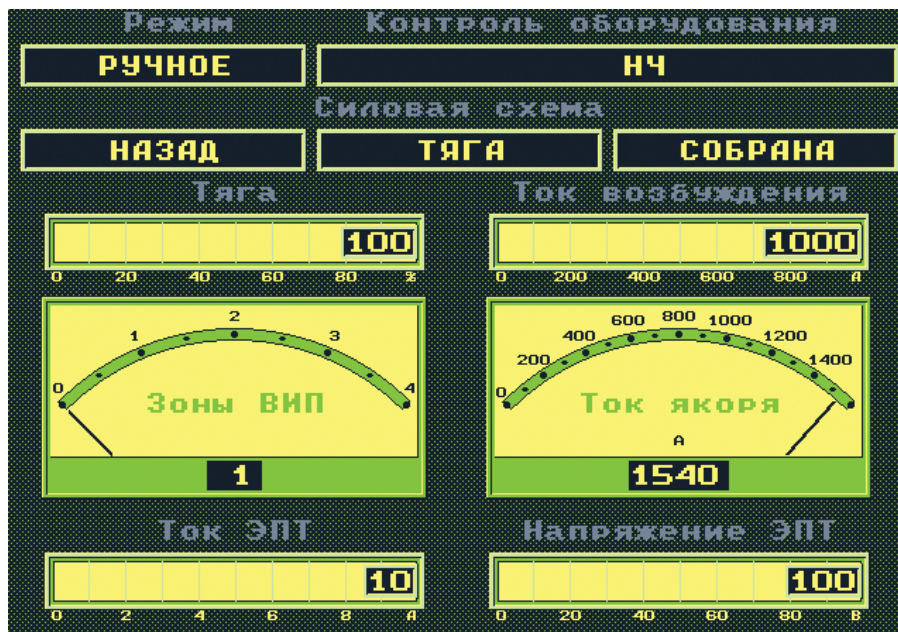 Режим Контроль оборудования
РУЧНОЕ НЧ
Силовая схема
НАЗАД ТЯГА СОБРАНА
Тяга Ток возбуждения
100 1000
0 20 40 60 80 % 0 200 400 600 800 А
0 1 2 3 4 0 200 400 600 800 1000 1200 1400
Зоны ВИП Ток якоря
А
1 1540
Ток ЭПТ Напряжение ЭПТ
10 100
0 2 4 6 8 А 0 20 40 60 80 В